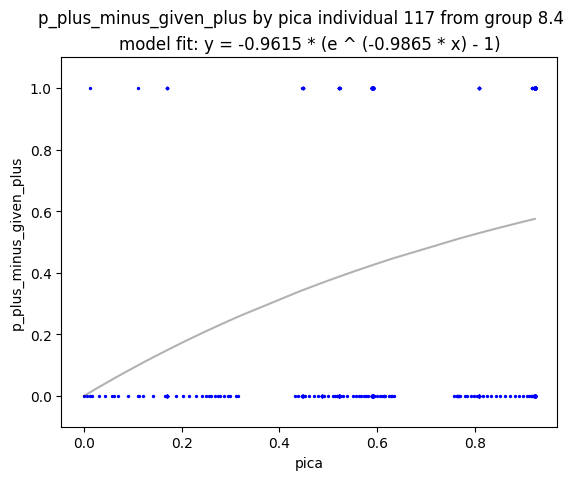 p_plus_minus_given_plus by pica individual 117 from group 8.4
model fit: y = -0.9615 * (e ^ (-0.9865 * x) - 1)
1.0
0.8
0.6
0.4
0.2
0.0
p_plus_minus_given_plus
0.0 0.2 0.4 0.6 0.8
pica